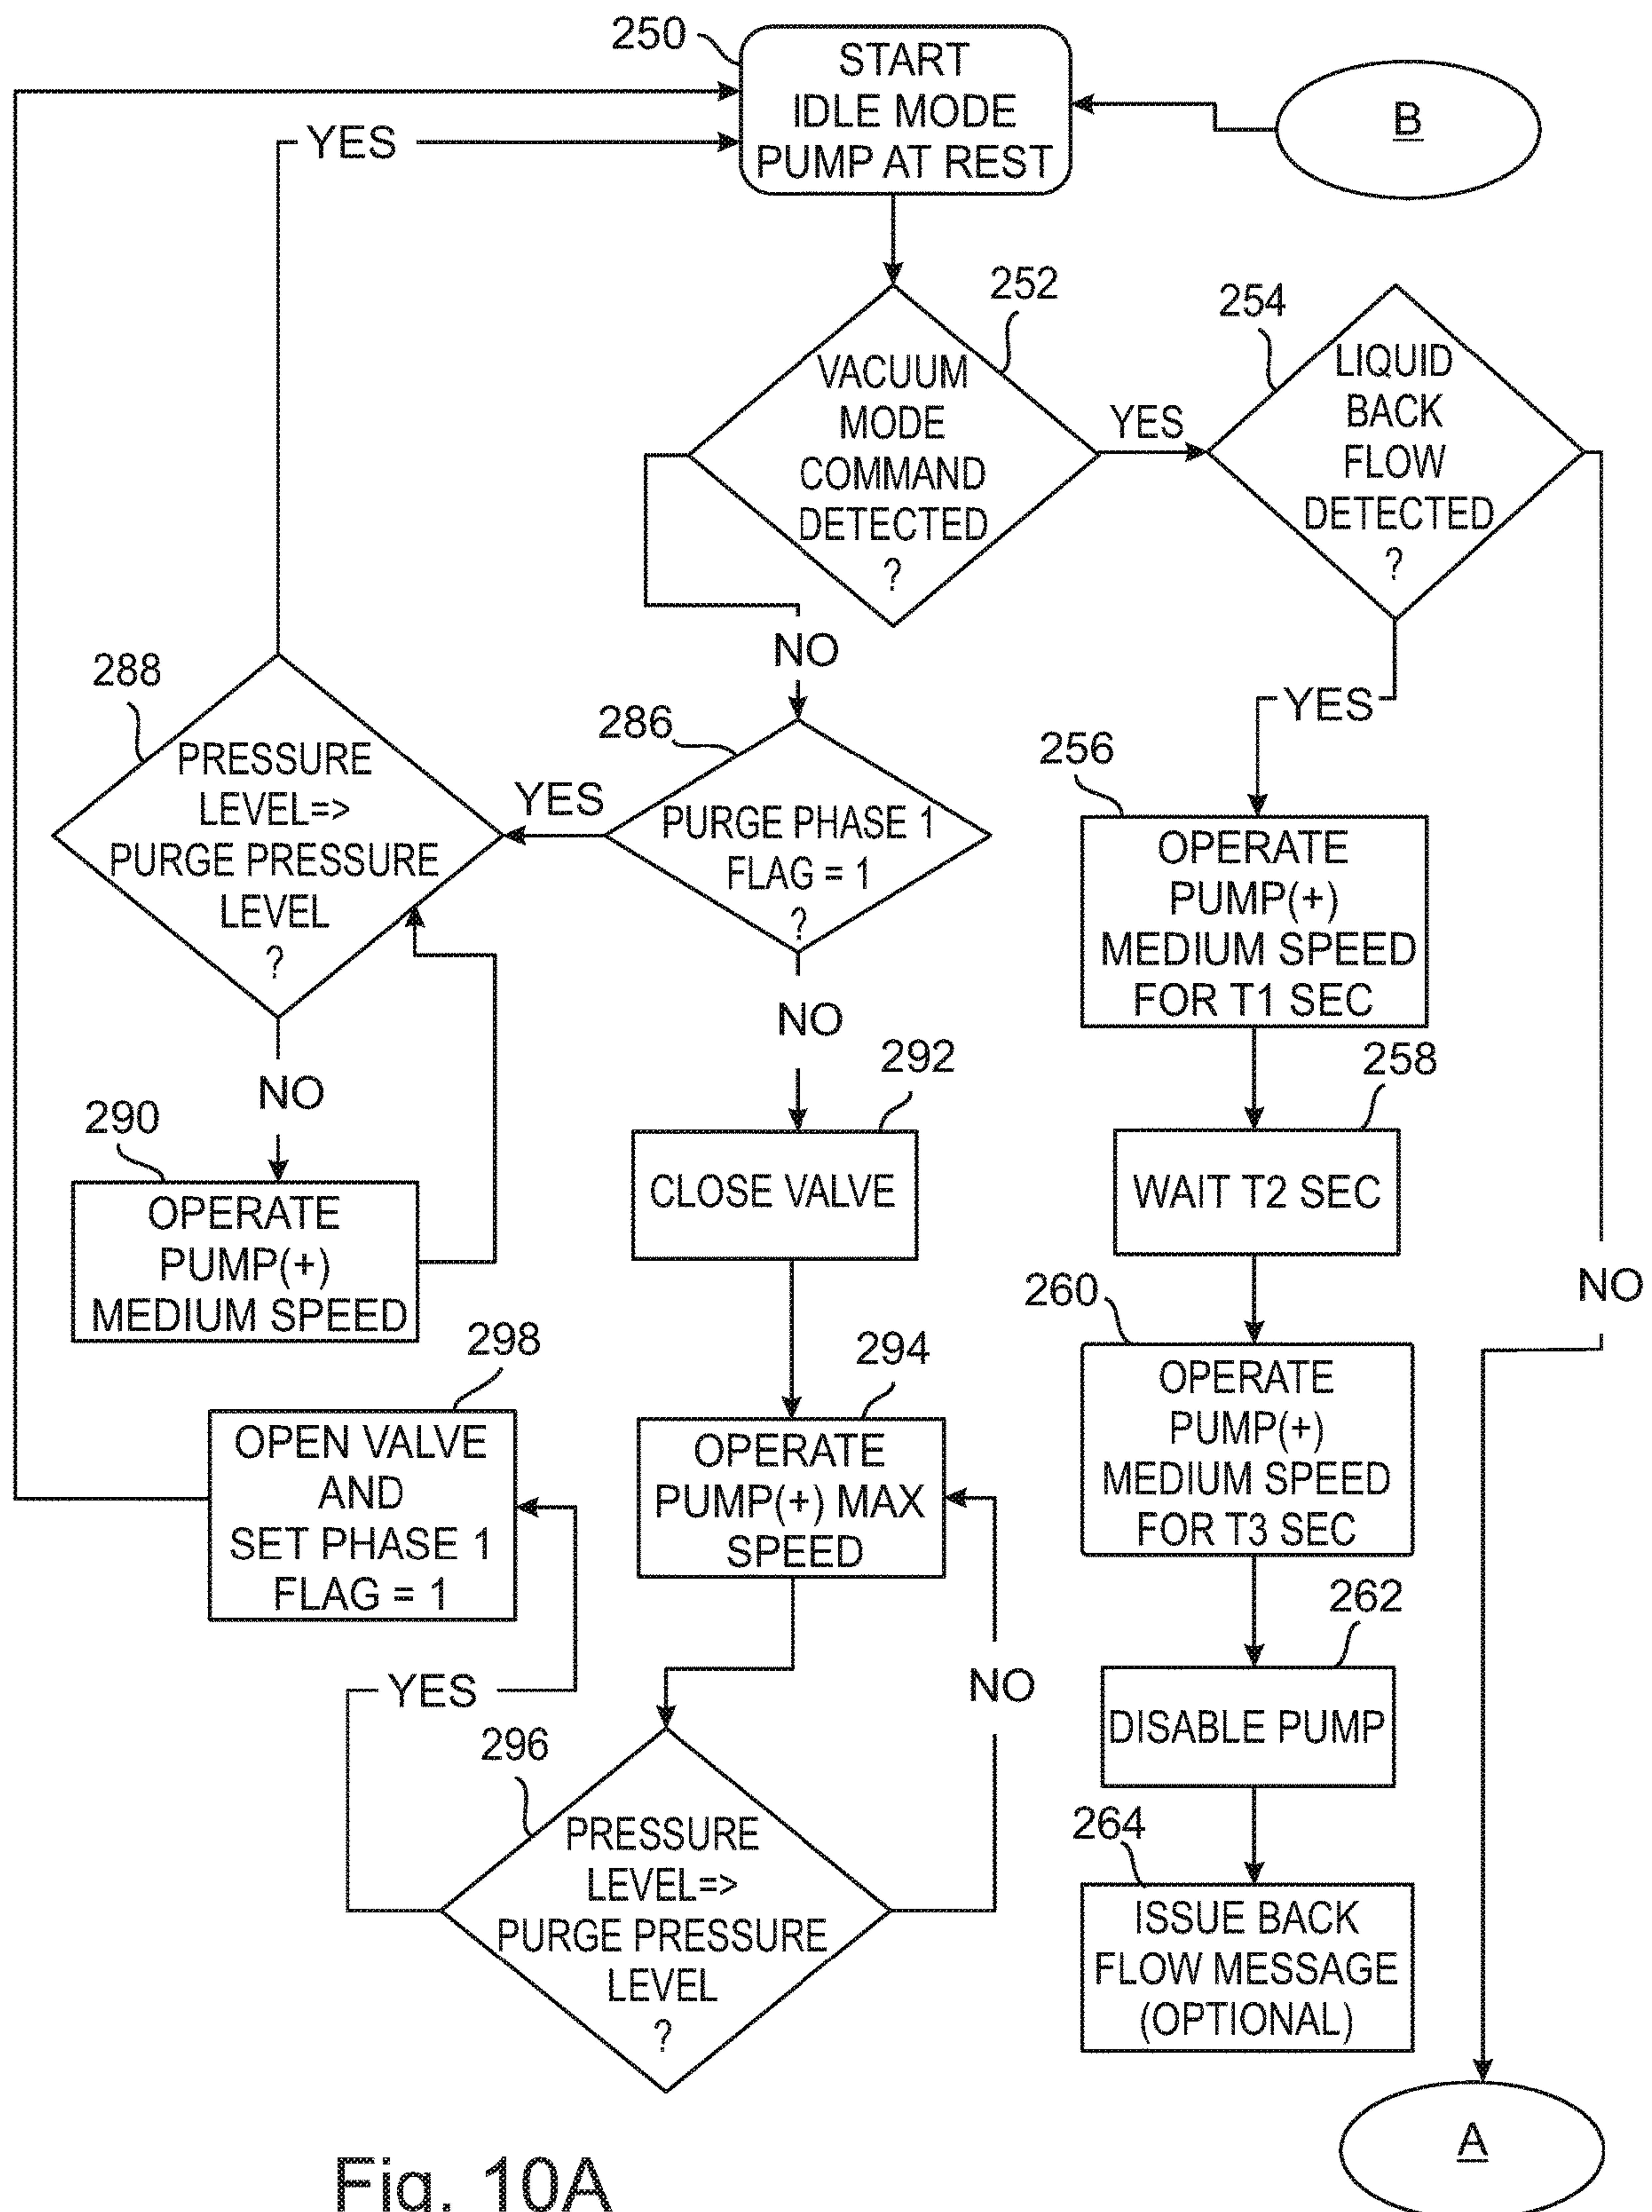 250
START
IDLE MODE
PUMP AT REST
B
YES
252
VACUUM
MODE
COMMAND
DETECTED
?
YES
254
LIQUID
BACK
FLOW
DETECTED
?
NO
YES
288
PRESSURE
LEVEL=>
PURGE PRESSURE
LEVEL
?
YES
286
PURGE PHASE 1
FLAG = 1
?
256
OPERATE
PUMP(+)
MEDIUM SPEED
FOR T1 SEC
NO
NO
290
OPERATE
PUMP(+)
MEDIUM SPEED
292
CLOSE VALVE
258
WAIT T2 SEC
NO
260
OPERATE
PUMP(+)
MEDIUM SPEED
FOR T3 SEC
298
OPEN VALVE
AND
SET PHASE 1
FLAG = 1
294
OPERATE
PUMP(+) MAX
SPEED
262
DISABLE PUMP
YES
NO
296
PRESSURE
LEVEL=>
PURGE PRESSURE
LEVEL
?
264
ISSUE BACK
FLOW MESSAGE
(OPTIONAL)
A
Fig. 10A